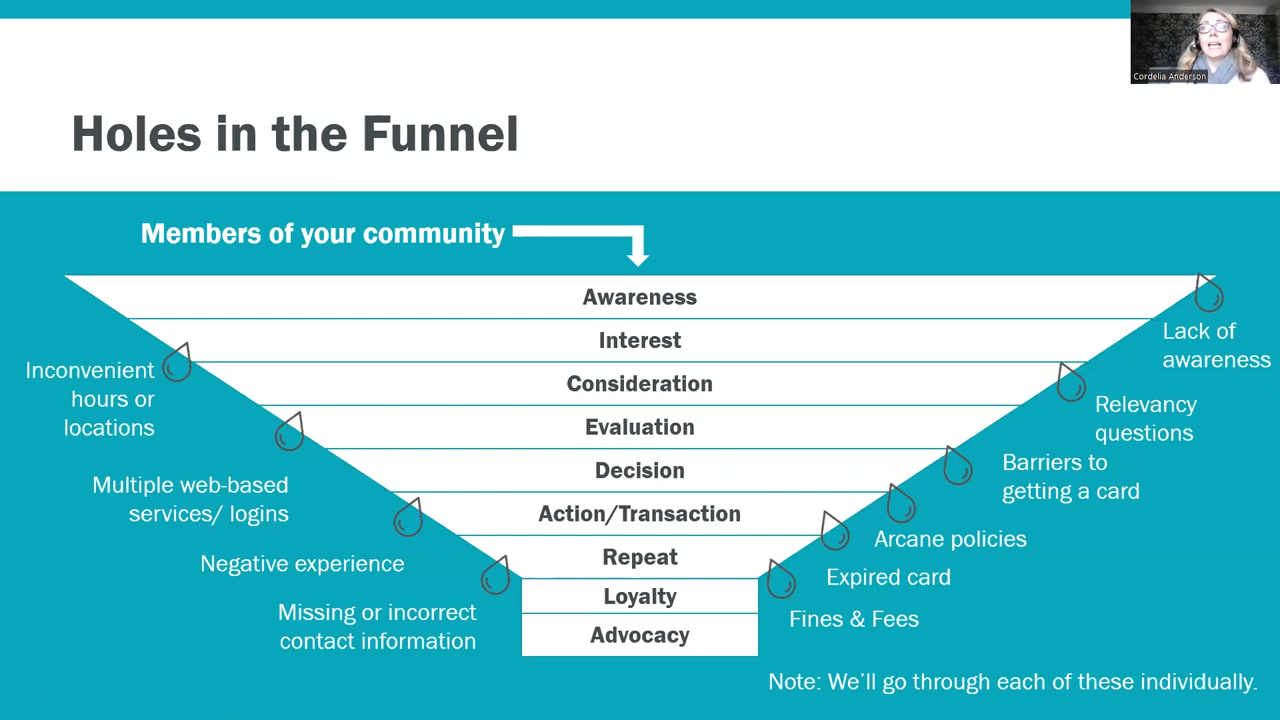 Cordelia Anderson
Holes in the Funnel
Members of your community
Awareness
Interest
Consideration
Evaluation
Decision
Action/Transaction
Repeat
Loyalty
Advocacy
Inconvenient
hours or
locations
Multiple web-based
services/ logins
Negative experience
Missing or incorrect
contact information
Lack of
awareness
Relevancy
questions
Barriers to
getting a card
Arcane policies
Expired card
Fines & Fees
Note: We'll go through each of these individually.